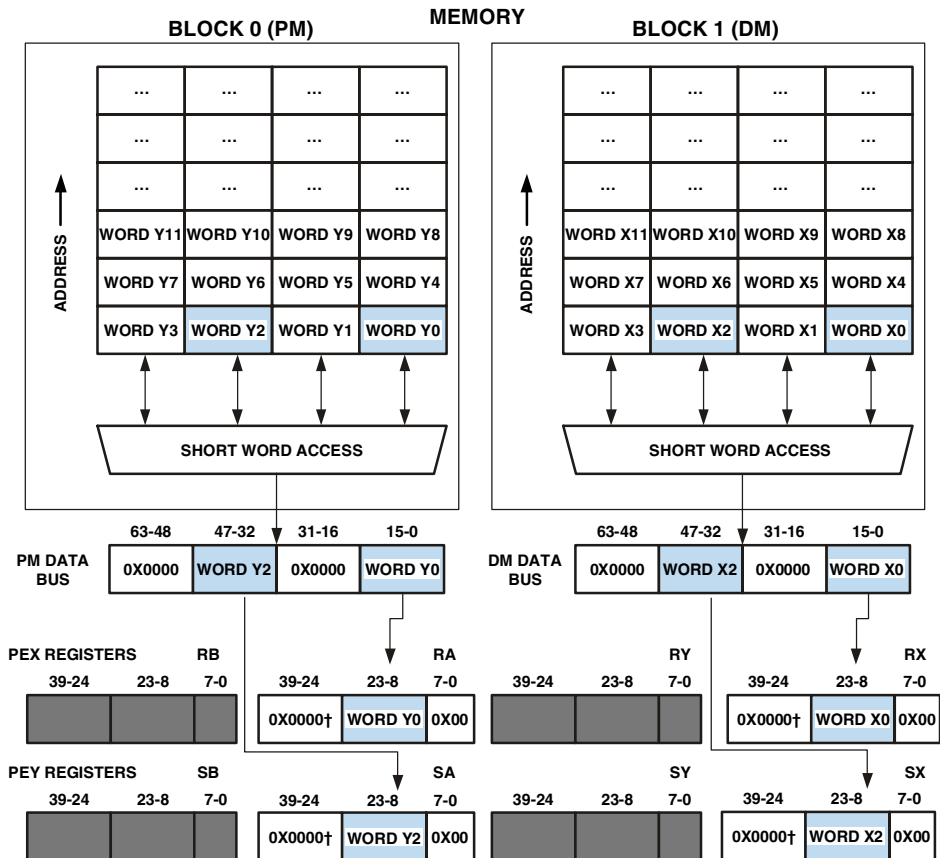 MEMORY
BLOCK 0 (PM)
BLOCK 1 (DM)
... ... ... ...
... ... ... ...
... ... ... ...
... ... ... ...
... ... ... ...
... ... ... ...
ADDRESS
WORD Y11 WORD Y10 WORD Y9 WORD Y8
WORD Y7 WORD Y6 WORD Y5 WORD Y4
WORD Y3 WORD Y2 WORD Y1 WORD Y0
ADDRESS
WORD X11 WORD X10 WORD X9 WORD X8
WORD X7 WORD X6 WORD X5 WORD X4
WORD X3 WORD X2 WORD X1 WORD X0
SHORT WORD ACCESS
SHORT WORD ACCESS
63-48 47-32 31-16 15-0
PM DATA
BUS
0X0000 WORD Y2 0X0000 WORD Y0
63-48 47-32 31-16 15-0
DM DATA
BUS
0X0000 WORD X2 0X0000 WORD X0
PEX REGISTERS RB
39-24 23-8 7-0
RA
39-24 23-8 7-0
0X0000† WORD Y0 0X00
RY
39-24 23-8 7-0
RX
39-24 23-8 7-0
0X0000† WORD X0 0X00
PEY REGISTERS SB
39-24 23-8 7-0
SA
39-24 23-8 7-0
0X0000† WORD Y2 0X00
SY
39-24 23-8 7-0
SX
39-24 23-8 7-0
0X0000† WORD X2 0X00